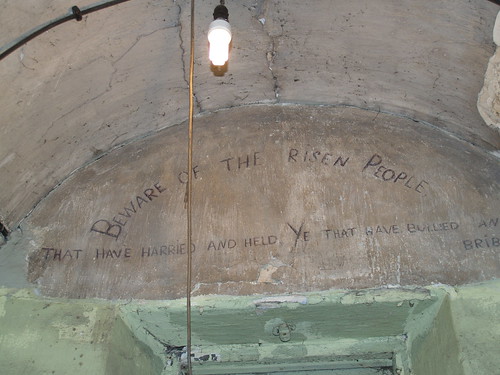 BEWARE OF THE RISEN PEOPLE
THAT HAVE HARRIED AND HELD YE THAT HAVE BULLIED AN
BRIB